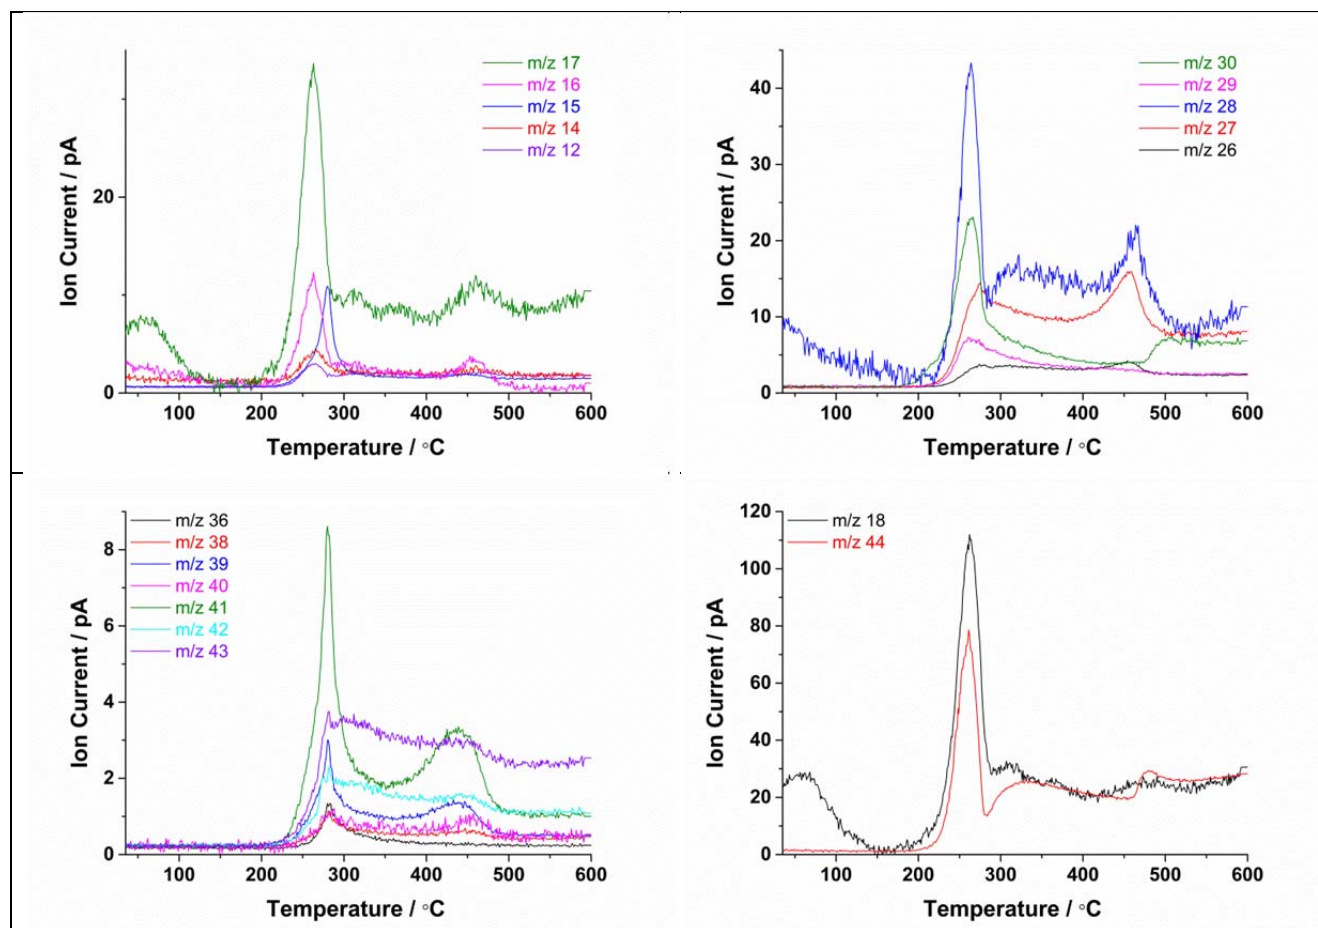 m/z 17
m/z 16
m/z 15
m/z 14
m/z 12
Ion Current / pA
20
0
100 200 300 400 500 600
Temperature / °C
m/z 30
m/z 29
m/z 28
m/z 27
m/z 26
Ion Current / pA
40
30
20
10
0
100 200 300 400 500 600
Temperature / °C
m/z 36
m/z 38
m/z 39
m/z 40
m/z 41
m/z 42
m/z 43
Ion Current / pA
8
6
4
2
0
100 200 300 400 500 600
Temperature / °C
m/z 18
m/z 44
Ion Current / pA
120
100
80
60
40
20
0
100 200 300 400 500 600
Temperature / °C